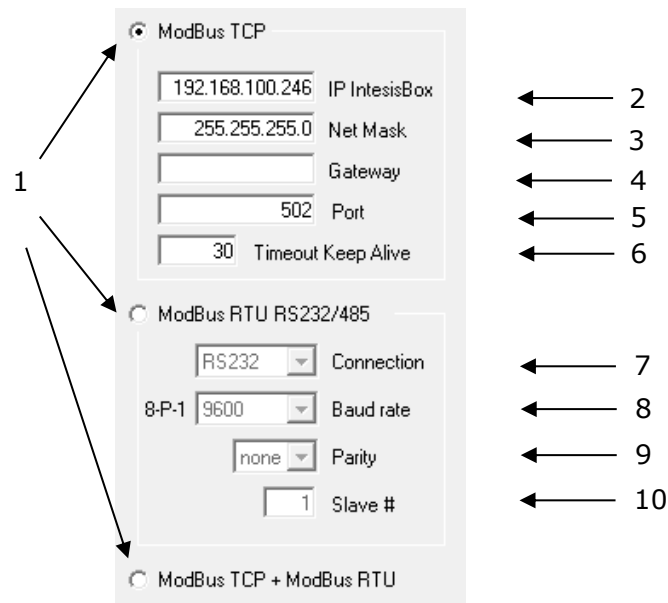 ModBus TCP
192.168.100.246 IP IntesisBox 2
255.255.255.0 Net Mask 3
Gateway 4
1
502 Port 5
30 Timeout Keep Alive 6
ModBus RTU RS232/485
RS232 Connection 7
8-P-1 9600 Baud rate 8
none Parity 9
1 Slave # 10
ModBus TCP + ModBus RTU